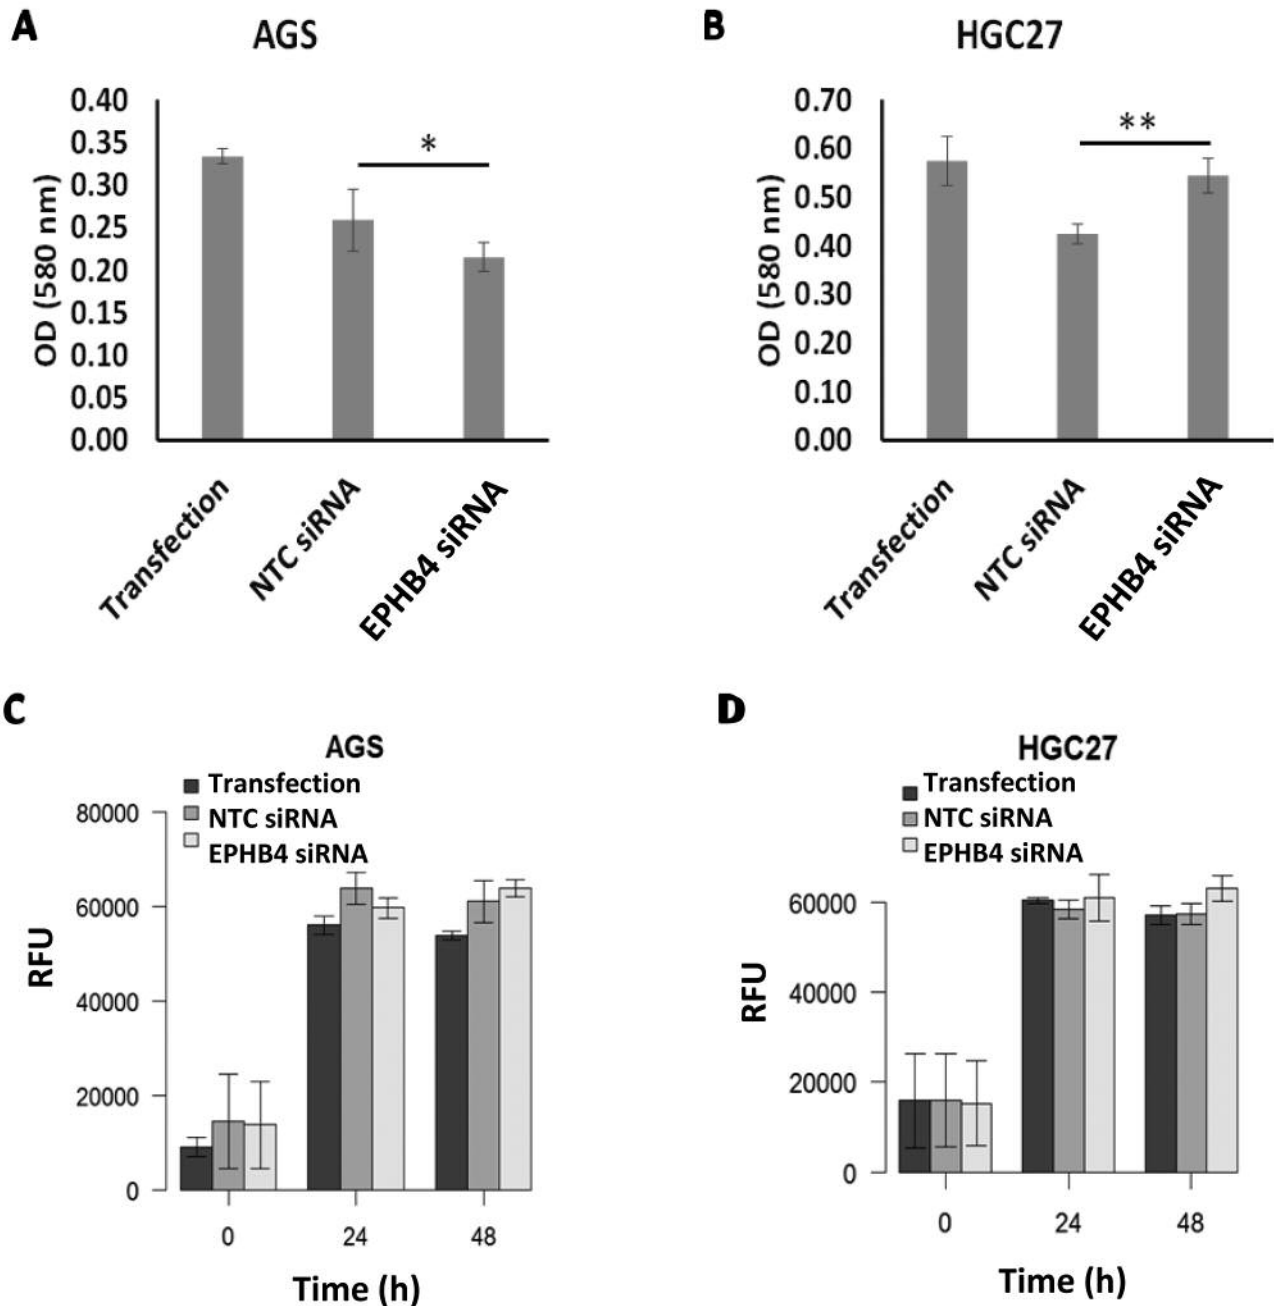 A
AGS
0.40
0.35
0.30
0.25
0.20
0.15
0.10
0.05
0.00
OD (580 nm)
*
Transfection
NTC siRNA
EPHB4 siRNA
B
HGC27
0.70
0.60
0.50
0.40
0.30
0.20
0.10
0.00
OD (580 nm)
**
Transfection
NTC siRNA
EPHB4 siRNA
C
AGS
Transfection
NTC siRNA
EPHB4 siRNA
80000
60000
40000
20000
0
RFU
0
24
48
Time (h)
D
HGC27
Transfection
NTC siRNA
EPHB4 siRNA
60000
40000
20000
0
RFU
0
24
48
Time (h)